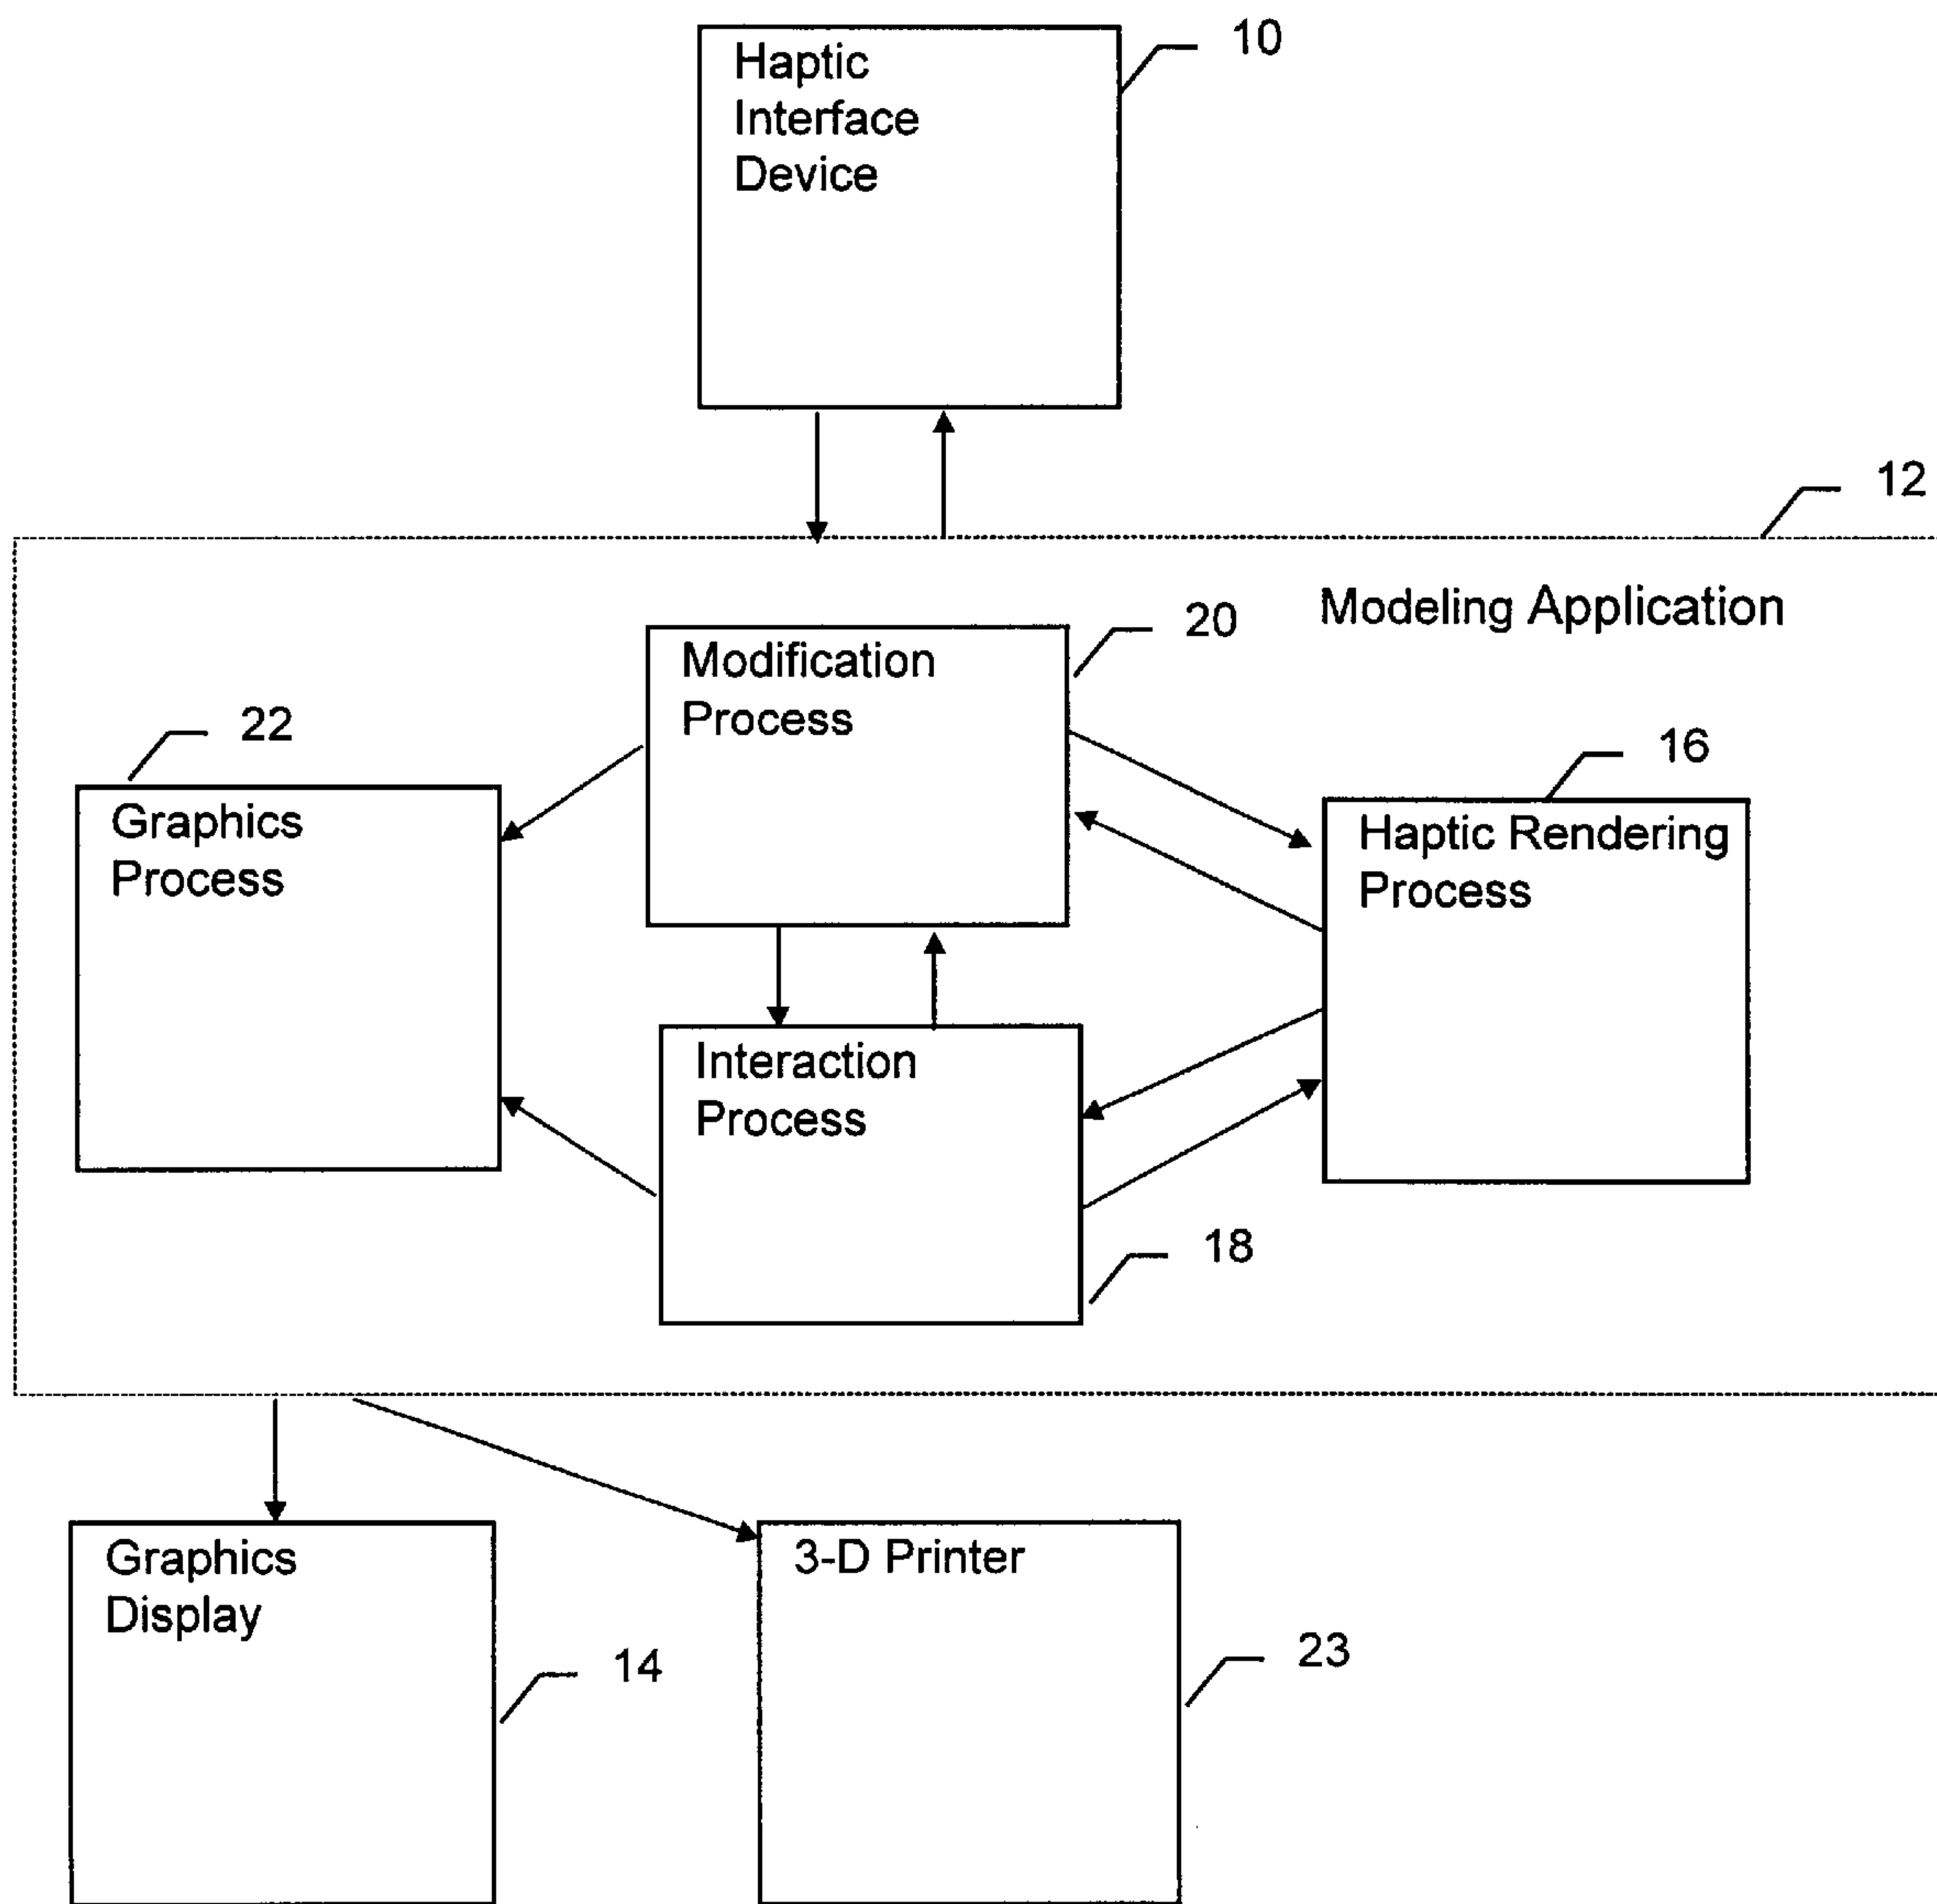 10
Haptic
Interface
Device
12
Modeling Application
20
Modification
Process
22
Graphics
Process
16
Haptic Rendering
Process
Interaction
Process
18
Graphics
Display
14
3-D Printer
23